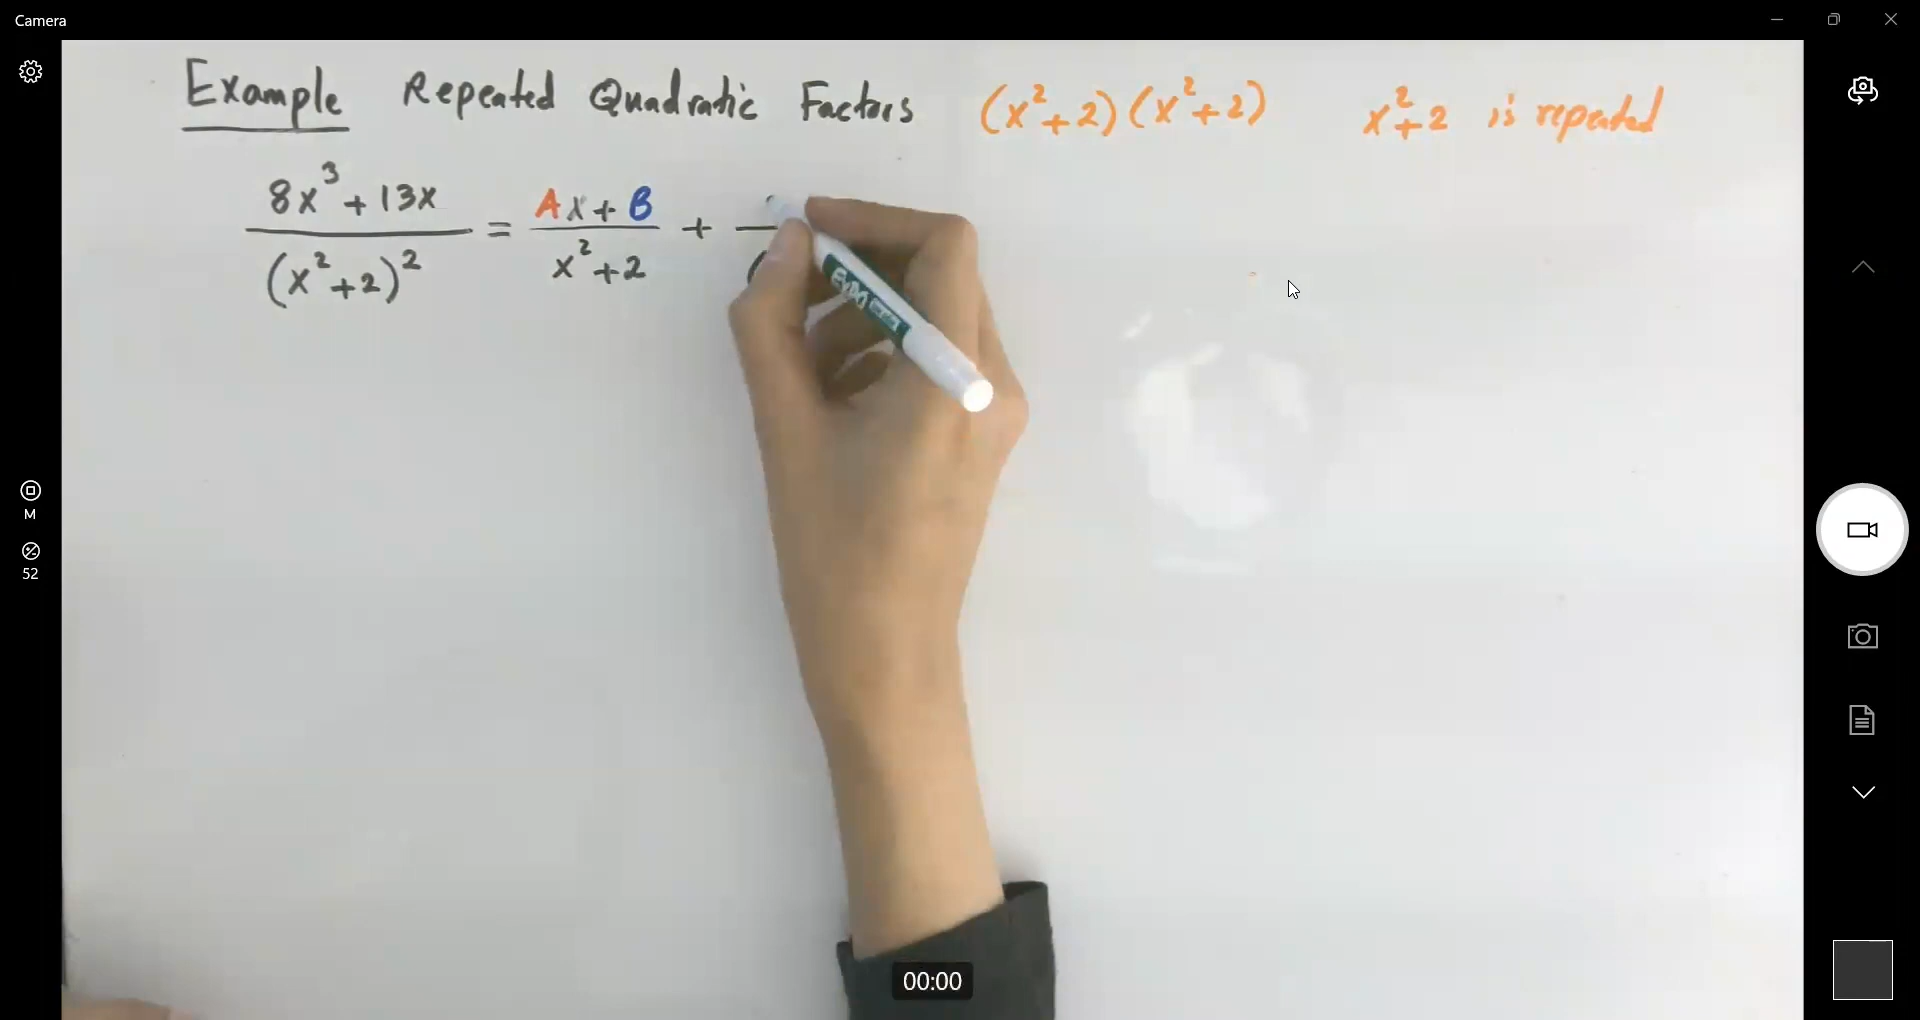 Camera
Example Repeated Quadratic Factors (x²+2)(x²+2) x²+2 is repeated
8x³+13x / (x²+2)² = Ax+B / x²+2 + (
EXPO
M
52
00:00